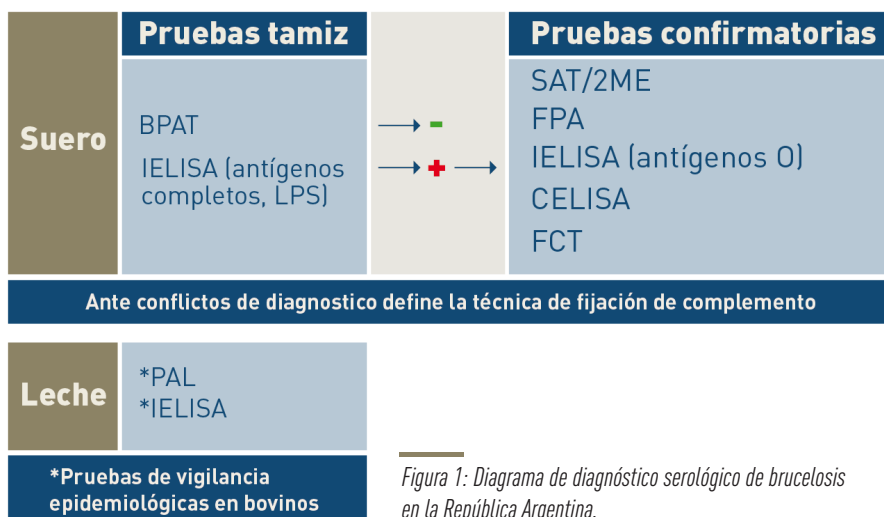 Pruebas tamiz
Pruebas confirmatorias
Suero
BPAT
IELISA (antígenos
completos, LPS)
-
+
SAT/2ME
FPA
IELISA (antígenos O)
CELISA
FCT
Ante conflictos de diagnostico define la técnica de fijación de complemento
Leche
*PAL
*IELISA
*Pruebas de vigilancia
epidemiológicas en bovinos
Figura 1: Diagrama de diagnóstico serológico de brucelosis
en la República Argentina.